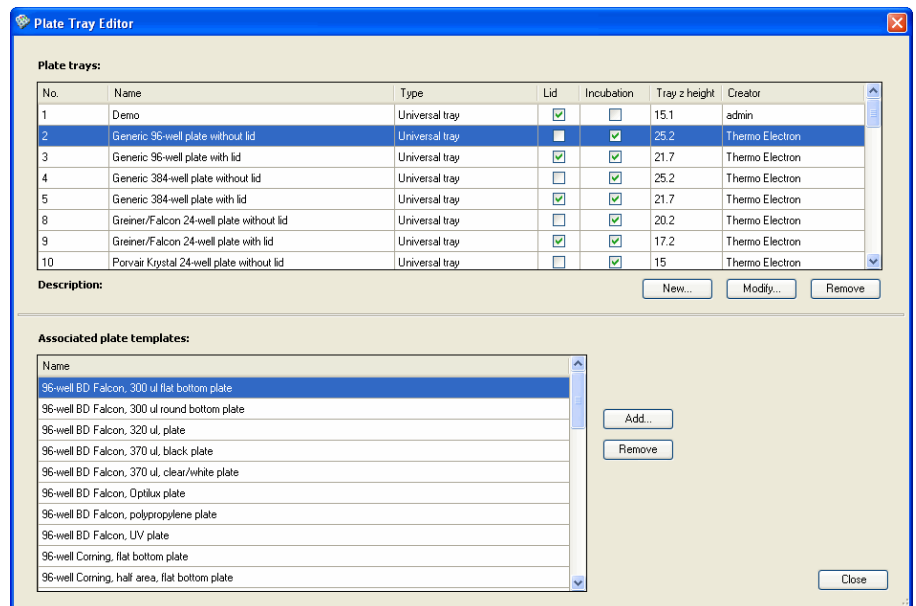 Plate Tray Editor
Plate trays:
No. Name Type Lid Incubation Tray z height Creator
1 Demo Universal tray 15.1 admin
2 Generic 96-well plate without lid Universal tray 25.2 Thermo Electron
3 Generic 96-well plate with lid Universal tray 21.7 Thermo Electron
4 Generic 384-well plate without lid Universal tray 25.2 Thermo Electron
5 Generic 384-well plate with lid Universal tray 21.7 Thermo Electron
8 Greiner/Falcon 24-well plate without lid Universal tray 20.2 Thermo Electron
9 Greiner/Falcon 24-well plate with lid Universal tray 17.2 Thermo Electron
10 Porvair Krystal 24-well plate without lid Universal tray 15 Thermo Electron
Description: New... Modify... Remove
Associated plate templates:
Name
96-well BD Falcon, 300 ul flat bottom plate
96-well BD Falcon, 300 ul round bottom plate
96-well BD Falcon, 320 ul, plate
96-well BD Falcon, 370 ul, black plate
96-well BD Falcon, 370 ul, clear/white plate
96-well BD Falcon, Optilux plate
96-well BD Falcon, polypropylene plate
96-well BD Falcon, UV plate
96-well Corning, flat bottom plate
96-well Corning, half area, flat bottom plate
Add...
Remove
Close